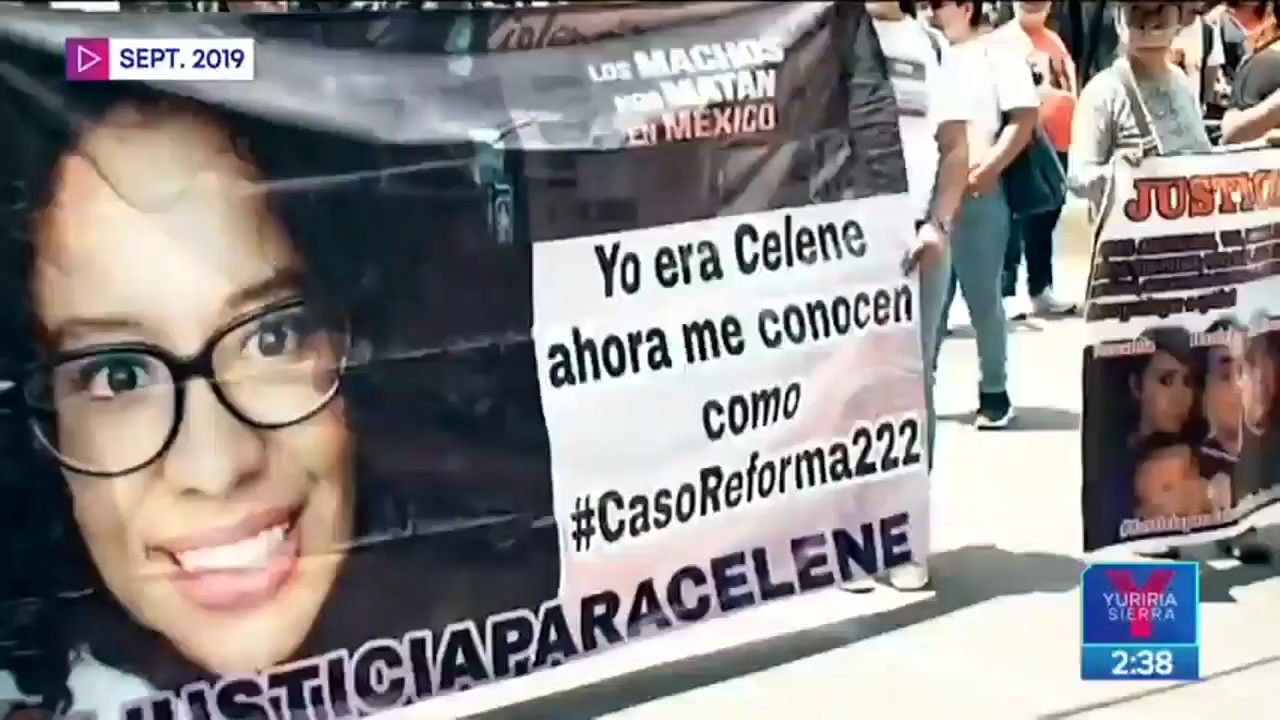 SEPT. 2019
LOS MACHOS
NOS MATAN
EN MÉXICO
Yo era Celene
ahora me conocen
como
#CasoReforma222
JUSTICIAPARACELENE
JUSTIC
YURIRIA
SIERRA
2:38